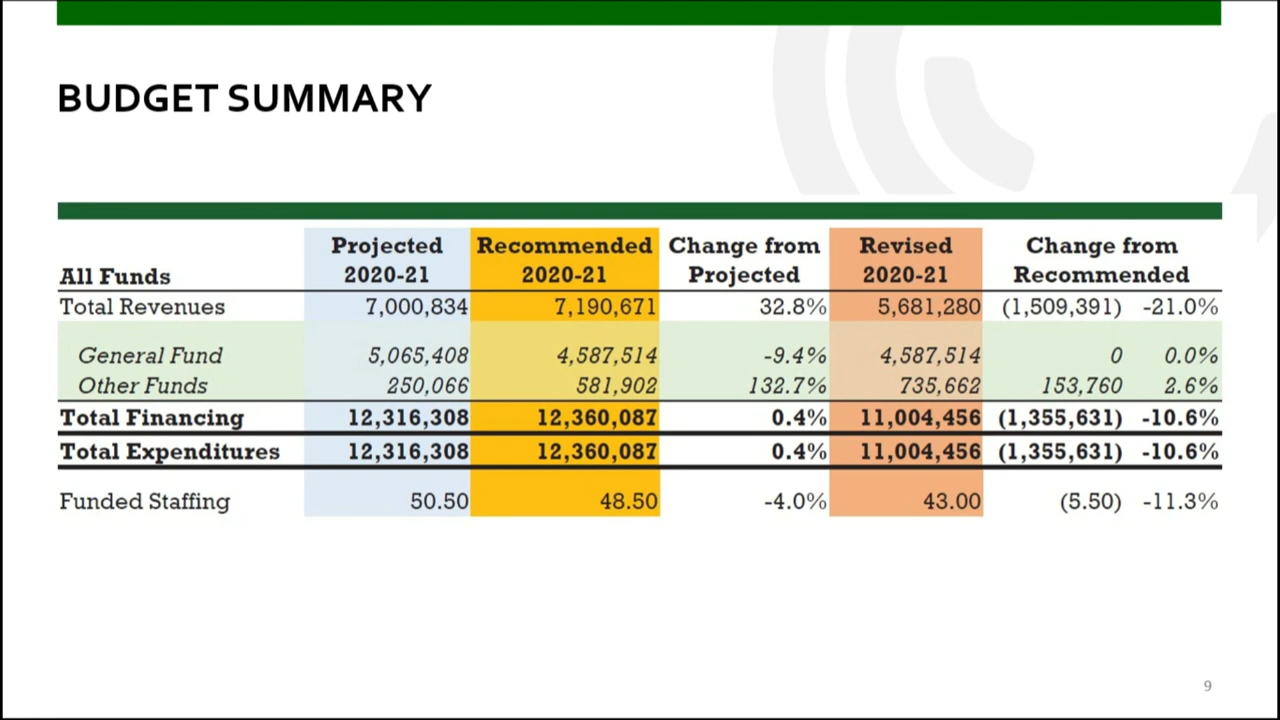 BUDGET SUMMARY
All Funds Projected 2020-21 Recommended 2020-21 Change from Projected Revised 2020-21 Change from Recommended
Total Revenues 7,000,834 7,190,671 32.8% 5,681,280 (1,509,391) -21.0%
General Fund 5,065,408 4,587,514 -9.4% 4,587,514 0 0.0%
Other Funds 250,066 581,902 132.7% 735,662 153,760 2.6%
Total Financing 12,316,308 12,360,087 0.4% 11,004,456 (1,355,631) -10.6%
Total Expenditures 12,316,308 12,360,087 0.4% 11,004,456 (1,355,631) -10.6%
Funded Staffing 50.50 48.50 -4.0% 43.00 (5.50) -11.3%
9